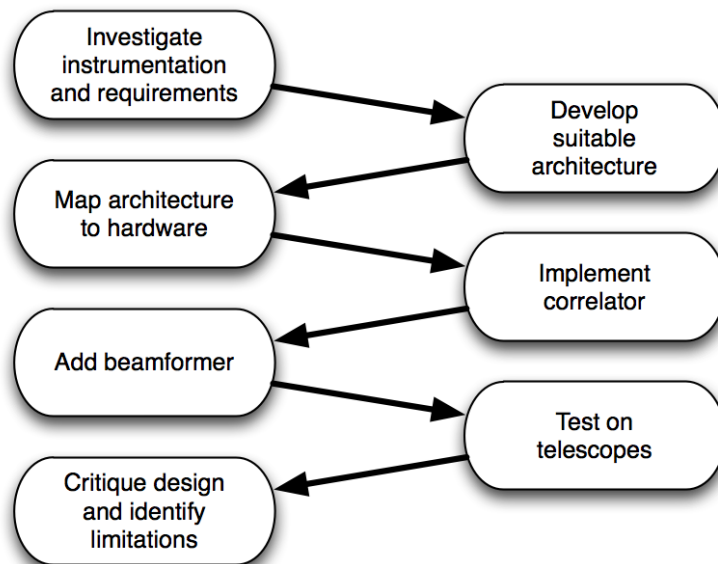 Investigate
instrumentation
and requirements
Develop
suitable
architecture
Map architecture
to hardware
Implement
correlator
Add beamformer
Test on
telescopes
Critique design
and identify
limitations